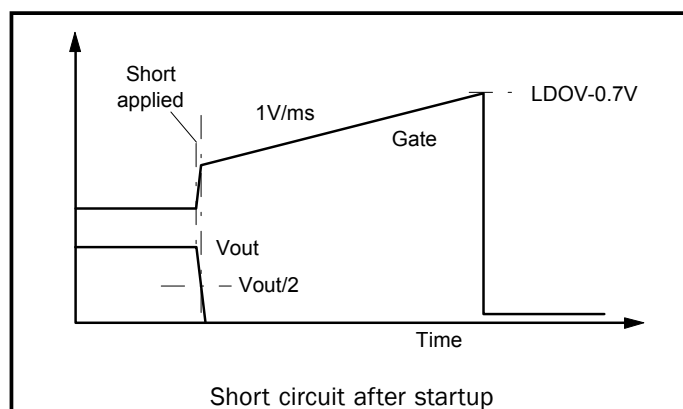 Short
applied
1V/ms
LDOV-0.7V
Gate
Vout
Vout/2
Time
Short circuit after startup